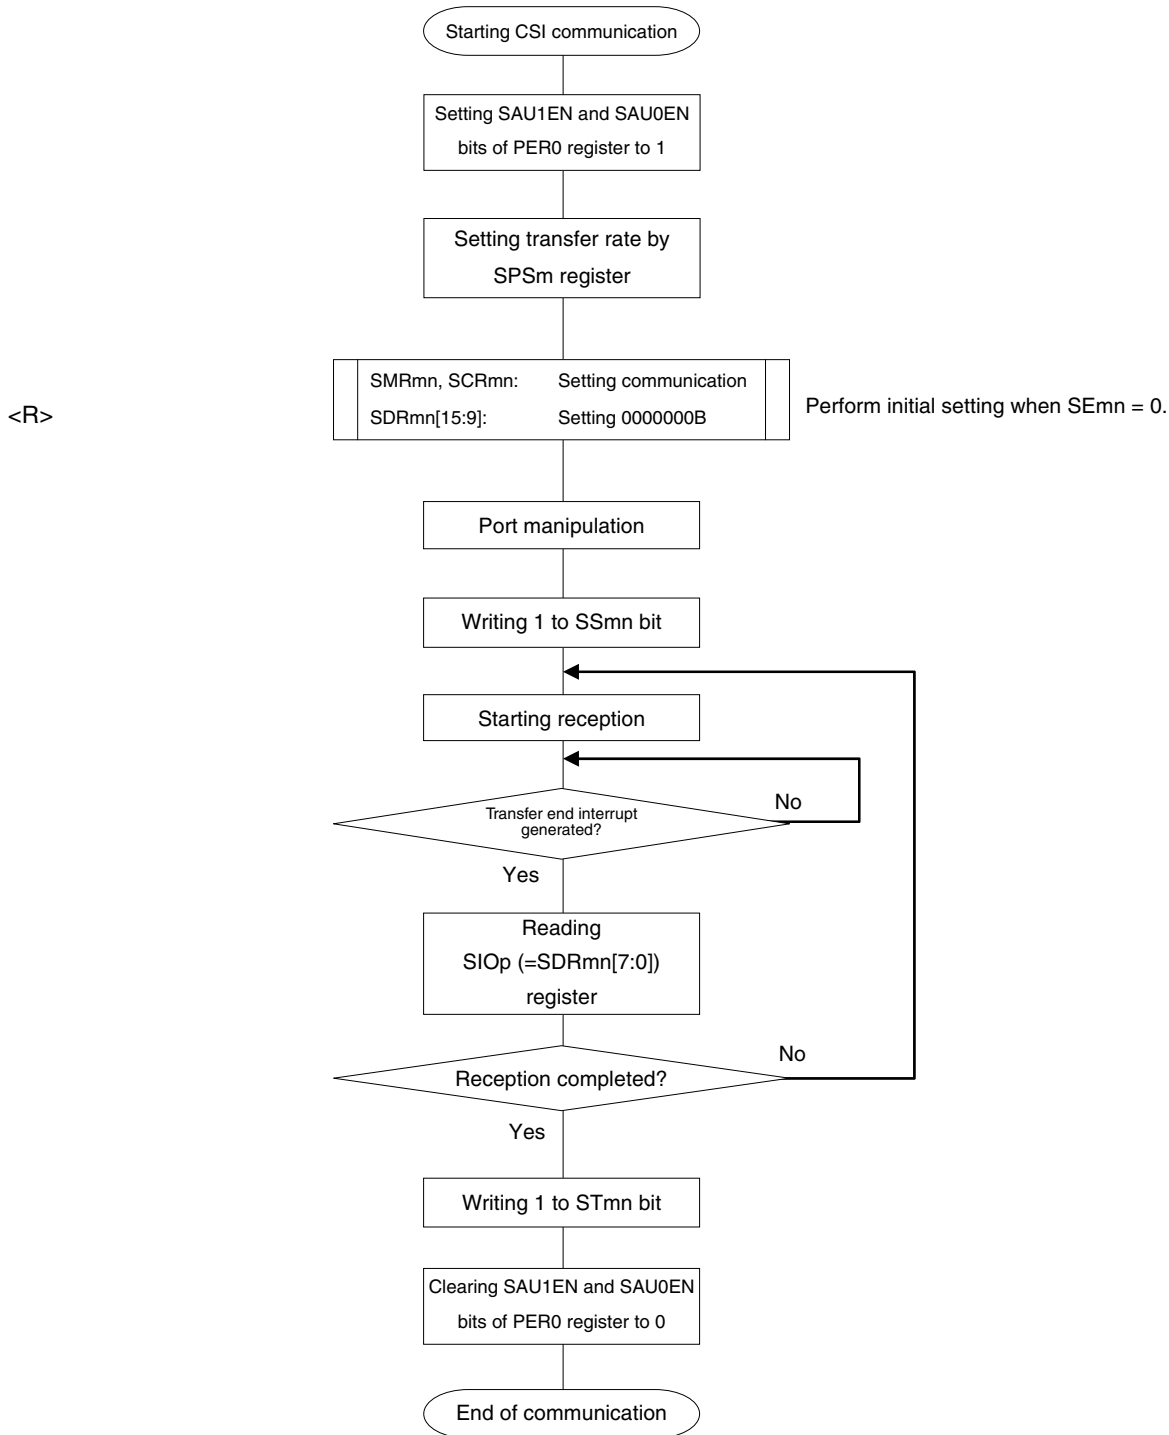 Starting CSI communication
Setting SAU1EN and SAU0EN
bits of PER0 register to 1
Setting transfer rate by
SPSm register
<R>
SMRmn, SCRmn: Setting communication
SDRmn[15:9]: Setting 0000000B
Perform initial setting when SEmn = 0.
Port manipulation
Writing 1 to SSmn bit
Starting reception
Transfer end interrupt
generated?
No
Yes
Reading
SIOp (=SDRmn[7:0])
register
Reception completed?
No
Yes
Writing 1 to STmn bit
Clearing SAU1EN and SAU0EN
bits of PER0 register to 0
End of communication